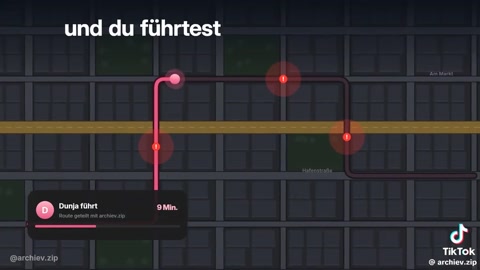 und du führtest
Am Markt
Hafenstraße
D
Dunja führt
9 Min.
Route geteilt mit archiev.zip
@archiev.zip
TikTok
archiev.zip